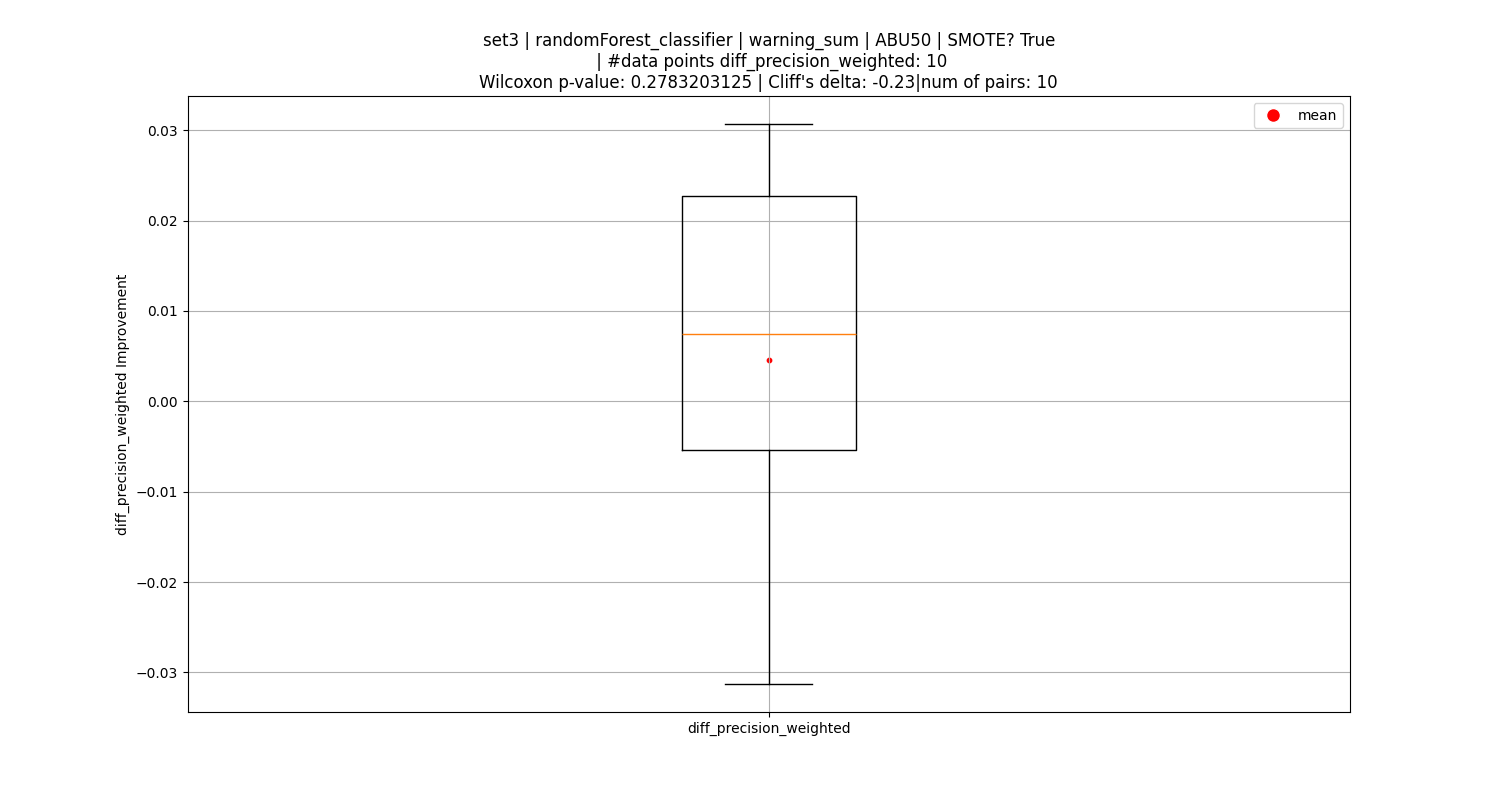 set3 | randomForest_classifier | warning_sum | ABU50 | SMOTE? True
| #data points diff_precision_weighted: 10
Wilcoxon p-value: 0.2783203125 | Cliff's delta: -0.23|num of pairs: 10
mean
0.03
0.02
0.01
0.00
−0.01
−0.02
−0.03
diff_precision_weighted Improvement
diff_precision_weighted